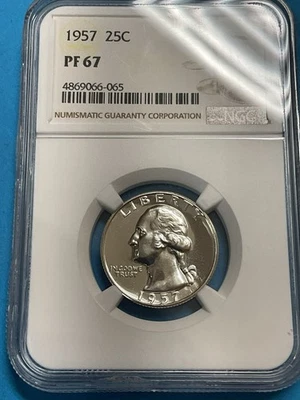 1957 25C
PF 67
4869066-065
NUMISMATIC GUARANTY CORPORATION
NGC
LIBERTY
IN GOD WE
TRUST
1957